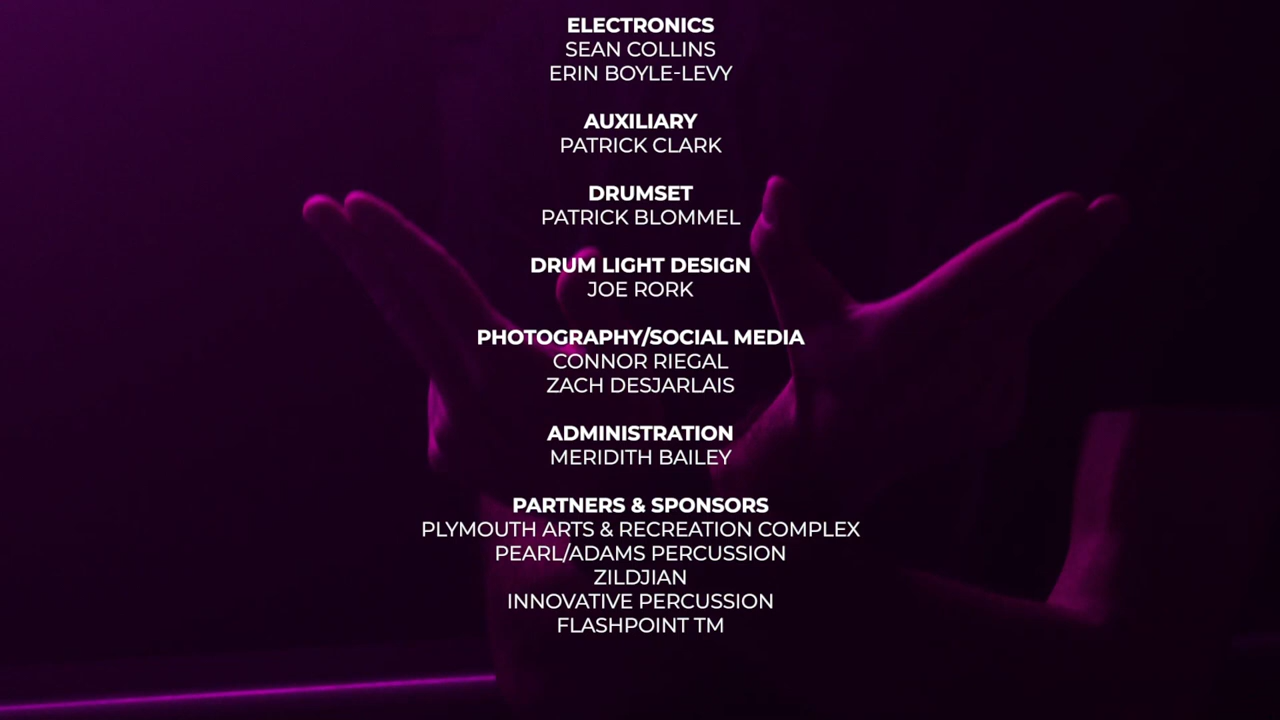 ELECTRONICS
SEAN COLLINS
ERIN BOYLE-LEVY
AUXILIARY
PATRICK CLARK
DRUMSET
PATRICK BLOMMEL
DRUM LIGHT DESIGN
JOE RORK
PHOTOGRAPHY/SOCIAL MEDIA
CONNOR RIEGAL
ZACH DESJARLAIS
ADMINISTRATION
MERIDITH BAILEY
PARTNERS & SPONSORS
PLYMOUTH ARTS & RECREATION COMPLEX
PEARL/ADAMS PERCUSSION
ZILDJIAN
INNOVATIVE PERCUSSION
FLASHPOINT TM